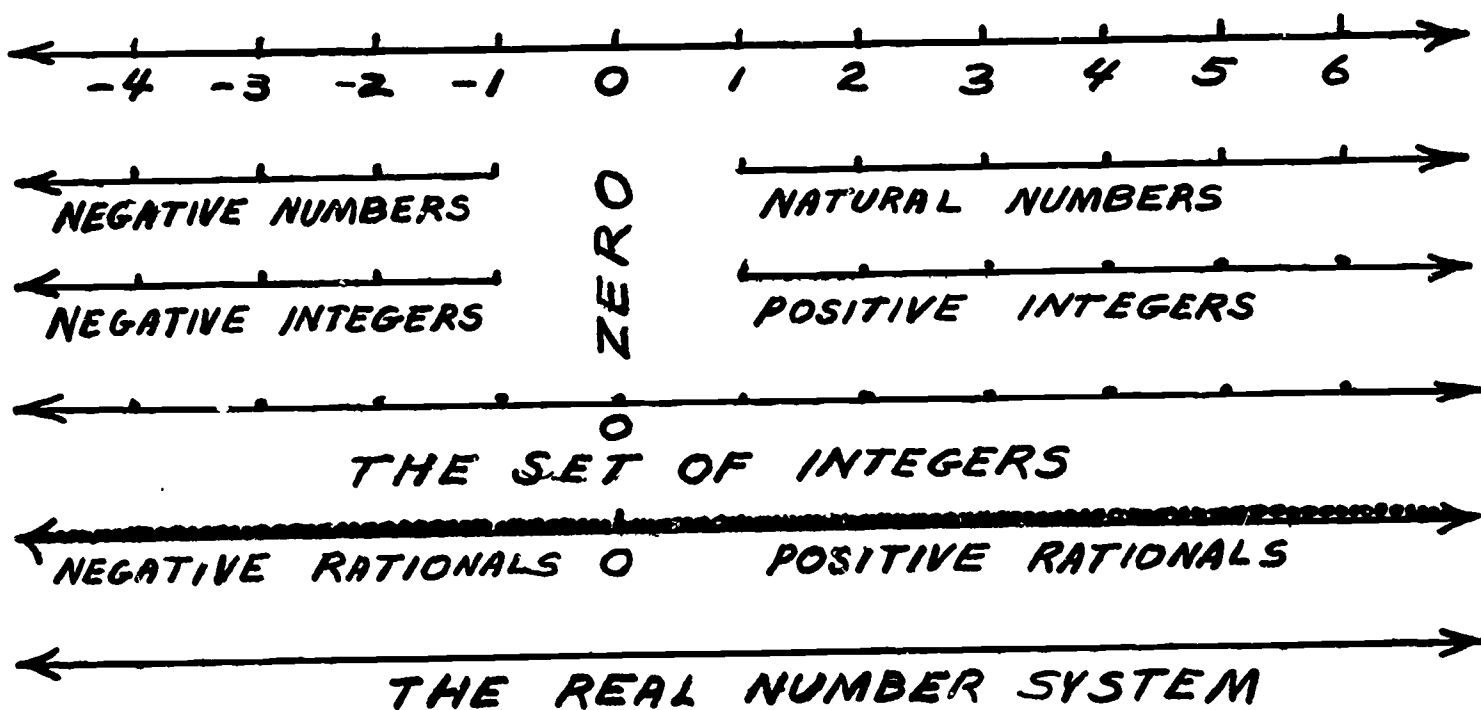 -4 -3 -2 -1 0 1 2 3 4 5 6
NEGATIVE NUMBERS NATURAL NUMBERS
ZERO
NEGATIVE INTEGERS POSITIVE INTEGERS
0
THE SET OF INTEGERS
NEGATIVE RATIONALS 0 POSITIVE RATIONALS
THE REAL NUMBER SYSTEM